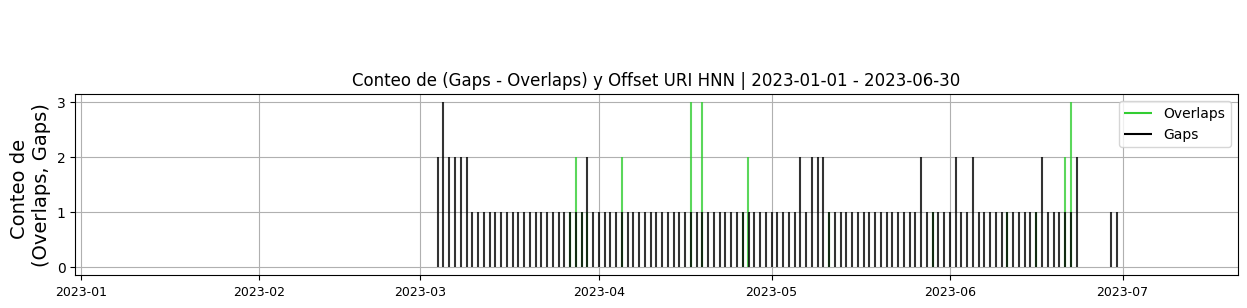 Conteo de (Gaps - Overlaps) y Offset URI HNN | 2023-01-01 - 2023-06-30
Conteo de
(Overlaps, Gaps)
3
2
1
0
Overlaps
Gaps
2023-01
2023-02
2023-03
2023-04
2023-05
2023-06
2023-07